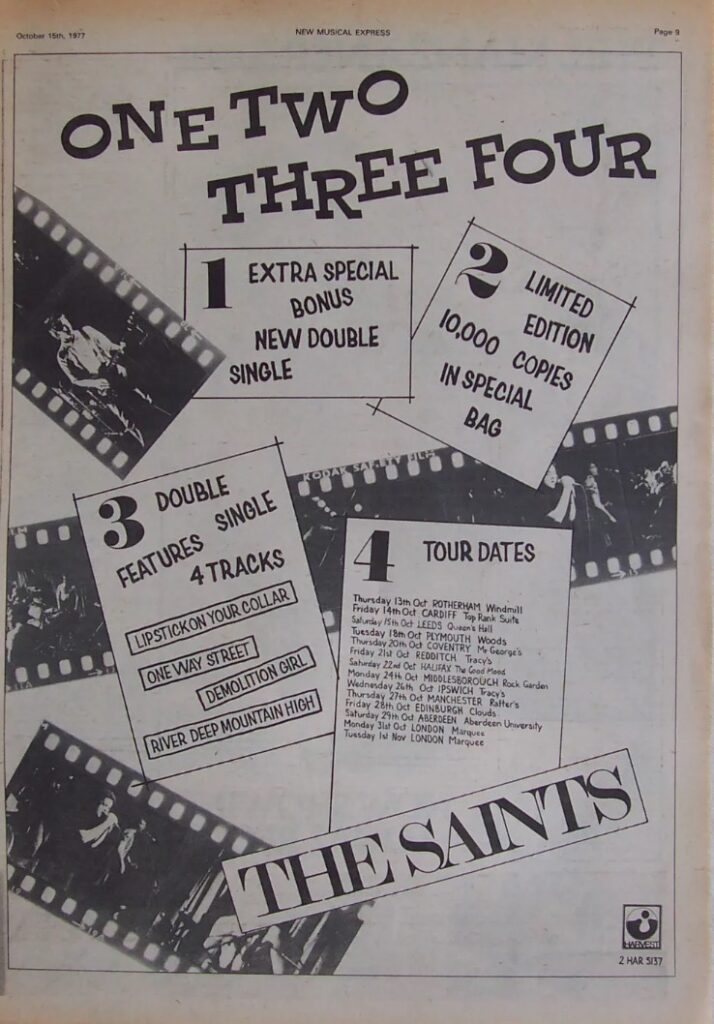 October 15th, 1977
NEW MUSICAL EXPRESS
Page 9
ONE TWO
THREE FOUR
1 EXTRA SPECIAL
BONUS
NEW DOUBLE
SINGLE
2 LIMITED
EDITION
10,000 COPIES
IN SPECIAL
BAG
KODAK SAFETY FILM
3 DOUBLE
SINGLE
FEATURES
4 TRACKS
LIPSTICK ON YOUR COLLAR
ONE WAY STREET
DEMOLITION GIRL
RIVER DEEP MOUNTAIN HIGH
4 TOUR DATES
Thursday 13th Oct ROTHERHAM Windmill
Friday 14th Oct CARDIFF Top Rank Suite
Saturday 15th Oct LEEDS Queen's Hall
Tuesday 18th Oct PLYMOUTH Woods
Thursday 20th Oct COVENTRY Mr George's
Friday 21st Oct REDDITCH Tracy's
Saturday 22nd Oct HALIFAX The Good Mood
Monday 24th Oct MIDDLESBOROUGH Rock Garden
Wednesday 26th Oct IPSWICH Tracy's
Thursday 27th Oct MANCHESTER Rafter's
Friday 28th Oct EDINBURGH Clouds
Saturday 29th Oct ABERDEEN Aberdeen University
Monday 31st Oct LONDON Marquee
Tuesday 1st Nov LONDON Marquee
THE SAINTS
HARVEST
2 HAR 5137